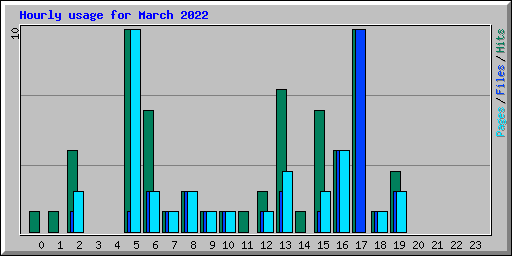 Hourly usage for March 2022
10
Pages/Files/Hits
0 1 2 3 4 5 6 7 8 9 10 11 12 13 14 15 16 17 18 19 20 21 22 23